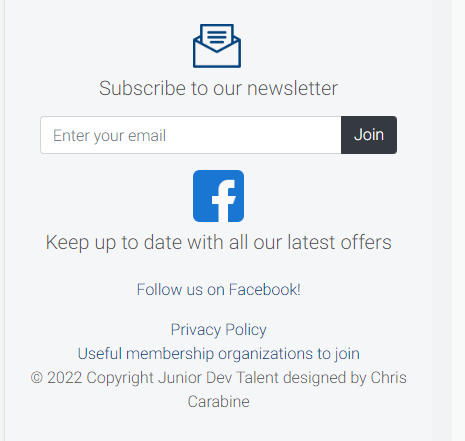 Subscribe to our newsletter
Enter your email Join
Keep up to date with all our latest offers
Follow us on Facebook!
Privacy Policy
Useful membership organizations to join
© 2022 Copyright Junior Dev Talent designed by Chris
Carabine